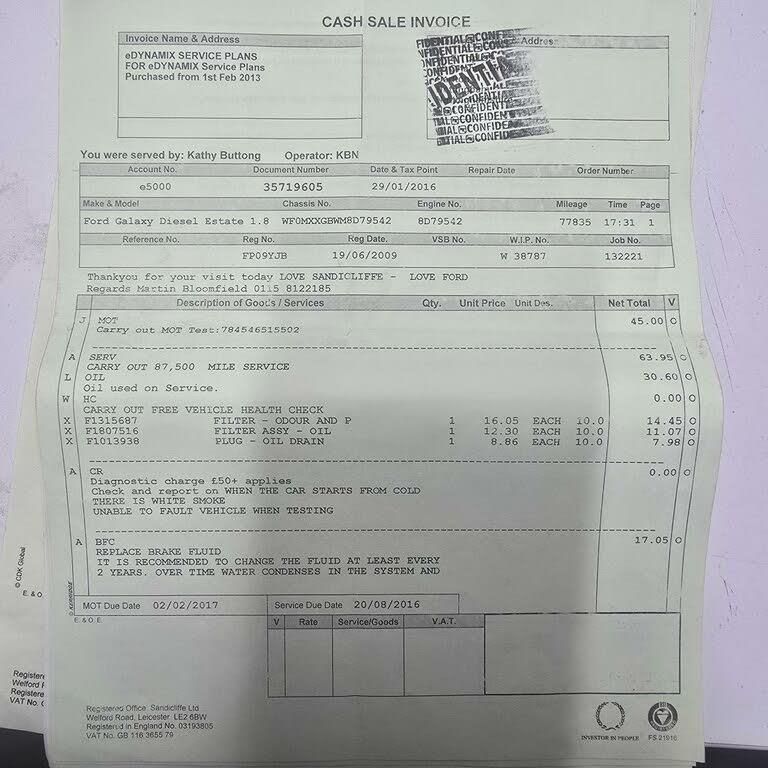 CASH SALE INVOICE
Invoice Name & Address
eDYNAMIX SERVICE PLANS
FOR eDYNAMIX Service Plans
Purchased from 1st Feb 2013
& Address
CONFIDENTIAL
You were served by: Kathy Buttong Operator: KBN
Account No. Document Number Date & Tax Point Repair Date Order Number
e5000 35719605 29/01/2016
Make & Model Chassis No. Engine No. Mileage Time Page
Ford Galaxy Diesel Estate 1.8 WF0MXXGBWM8D79542 8D79542 77835 17:31 1
Reference No. Reg No. Reg Date. VSB No. W.I.P. No. Job No.
FP09YJB 19/06/2009 W 38787 132221
Thankyou for your visit today LOVE SANDICLIFFE - LOVE FORD
Regards Martin Bloomfield 0115 8122185
Description of Goods / Services Qty. Unit Price Unit Des. Net Total V
J MOT 45.00 O
Carry out MOT Test:784546515502
A SERV 63.95 O
CARRY OUT 87,500 MILE SERVICE
L OIL 30.60 O
Oil used on Service.
W HC 0.00 O
CARRY OUT FREE VEHICLE HEALTH CHECK
X F1315687 FILTER - ODOUR AND P 1 16.05 EACH 10.0 14.45 O
X F1807516 FILTER ASSY - OIL 1 12.30 EACH 10.0 11.07 O
X F1013938 PLUG - OIL DRAIN 1 8.86 EACH 10.0 7.98 O
A CR 0.00 O
Diagnostic charge £50+ applies
Check and report on WHEN THE CAR STARTS FROM COLD
THERE IS WHITE SMOKE
UNABLE TO FAULT VEHICLE WHEN TESTING
A BFC 17.05 O
REPLACE BRAKE FLUID
IT IS RECOMMENDED TO CHANGE THE FLUID AT LEAST EVERY
2 YEARS. OVER TIME WATER CONDENSES IN THE SYSTEM AND
MOT Due Date 02/02/2017 Service Due Date 20/08/2016
E. & O.E.
V Rate Service/Goods V.A.T.
Registered Office. Sandicliffe Ltd
Welford Road, Leicester LE2 6BW
Registered in England No. 03193805
VAT No. GB 116 3655 79
INVESTOR IN PEOPLE FS 21916
© CDK Global
E. & O
Registere
Welford
Registere
VAT No.